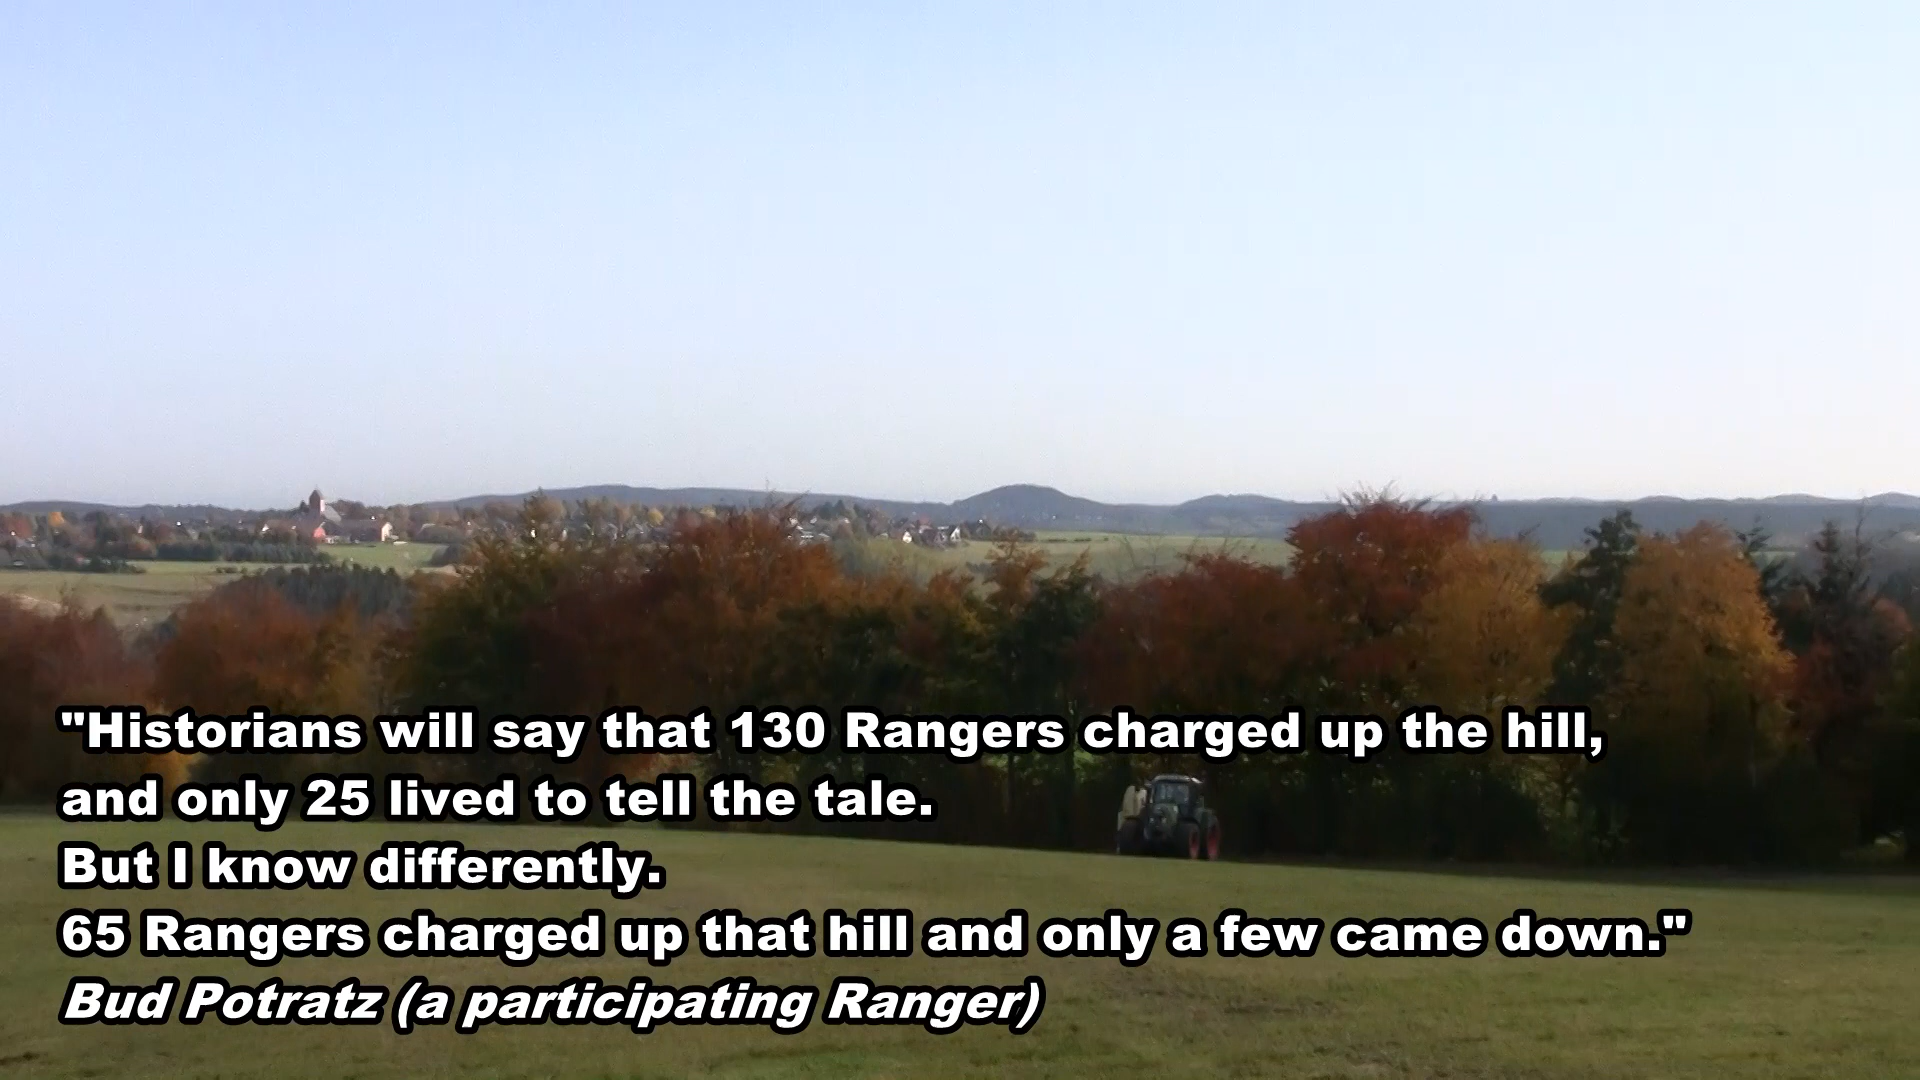 "Historians will say that 130 Rangers charged up the hill,
and only 25 lived to tell the tale.
But I know differently.
65 Rangers charged up that hill and only a few came down."
Bud Potratz (a participating Ranger)